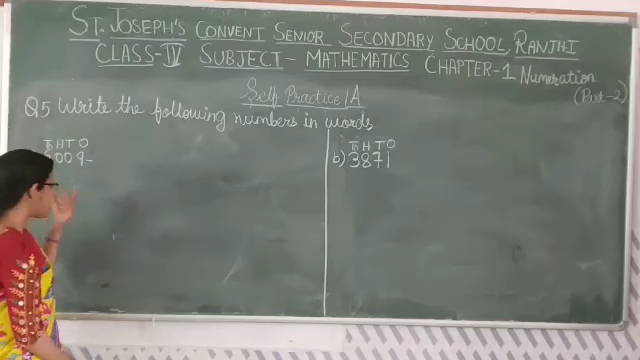 ST. JOSEPH'S CONVENT SENIOR SECONDARY SCHOOL, RANJHI
CLASS-IV SUBJECT - MATHEMATICS CHAPTER-1 Numeration
(Part-2)
Self Practice 1A
Q5 Write the following numbers in words
Th H T O
009-
Th H T O
b) 3871